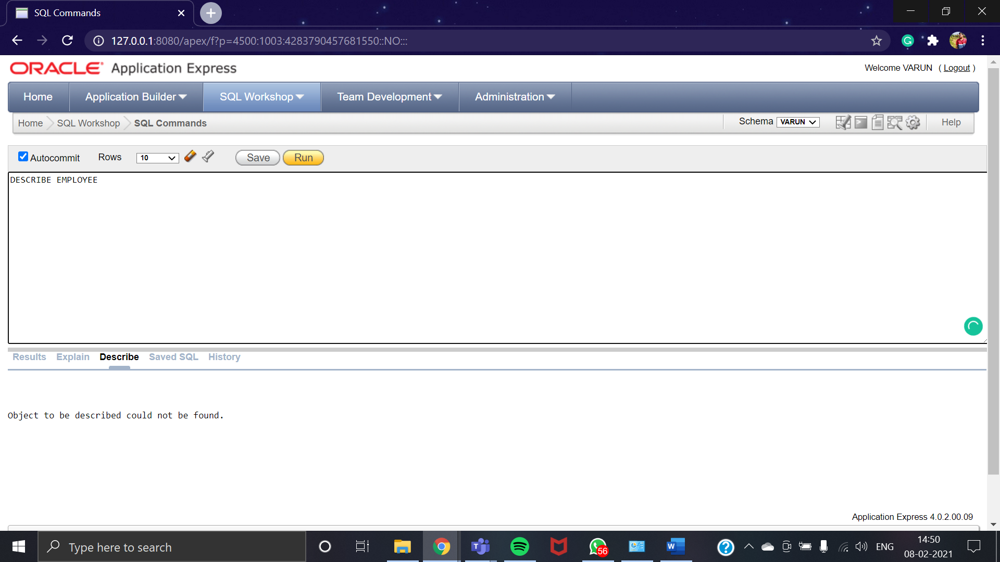 SQL Commands
127.0.0.1:8080/apex/f?p=4500:1003:4283790457681550::NO:::
ORACLE Application Express
Welcome VARUN ( Logout )
Home Application Builder SQL Workshop Team Development Administration
Home SQL Workshop SQL Commands Schema VARUN Help
Autocommit Rows 10 Save Run
DESCRIBE EMPLOYEE
Results Explain Describe Saved SQL History
Object to be described could not be found.
Application Express 4.0.2.00.09
Type here to search
56
ENG
14:50
08-02-2021